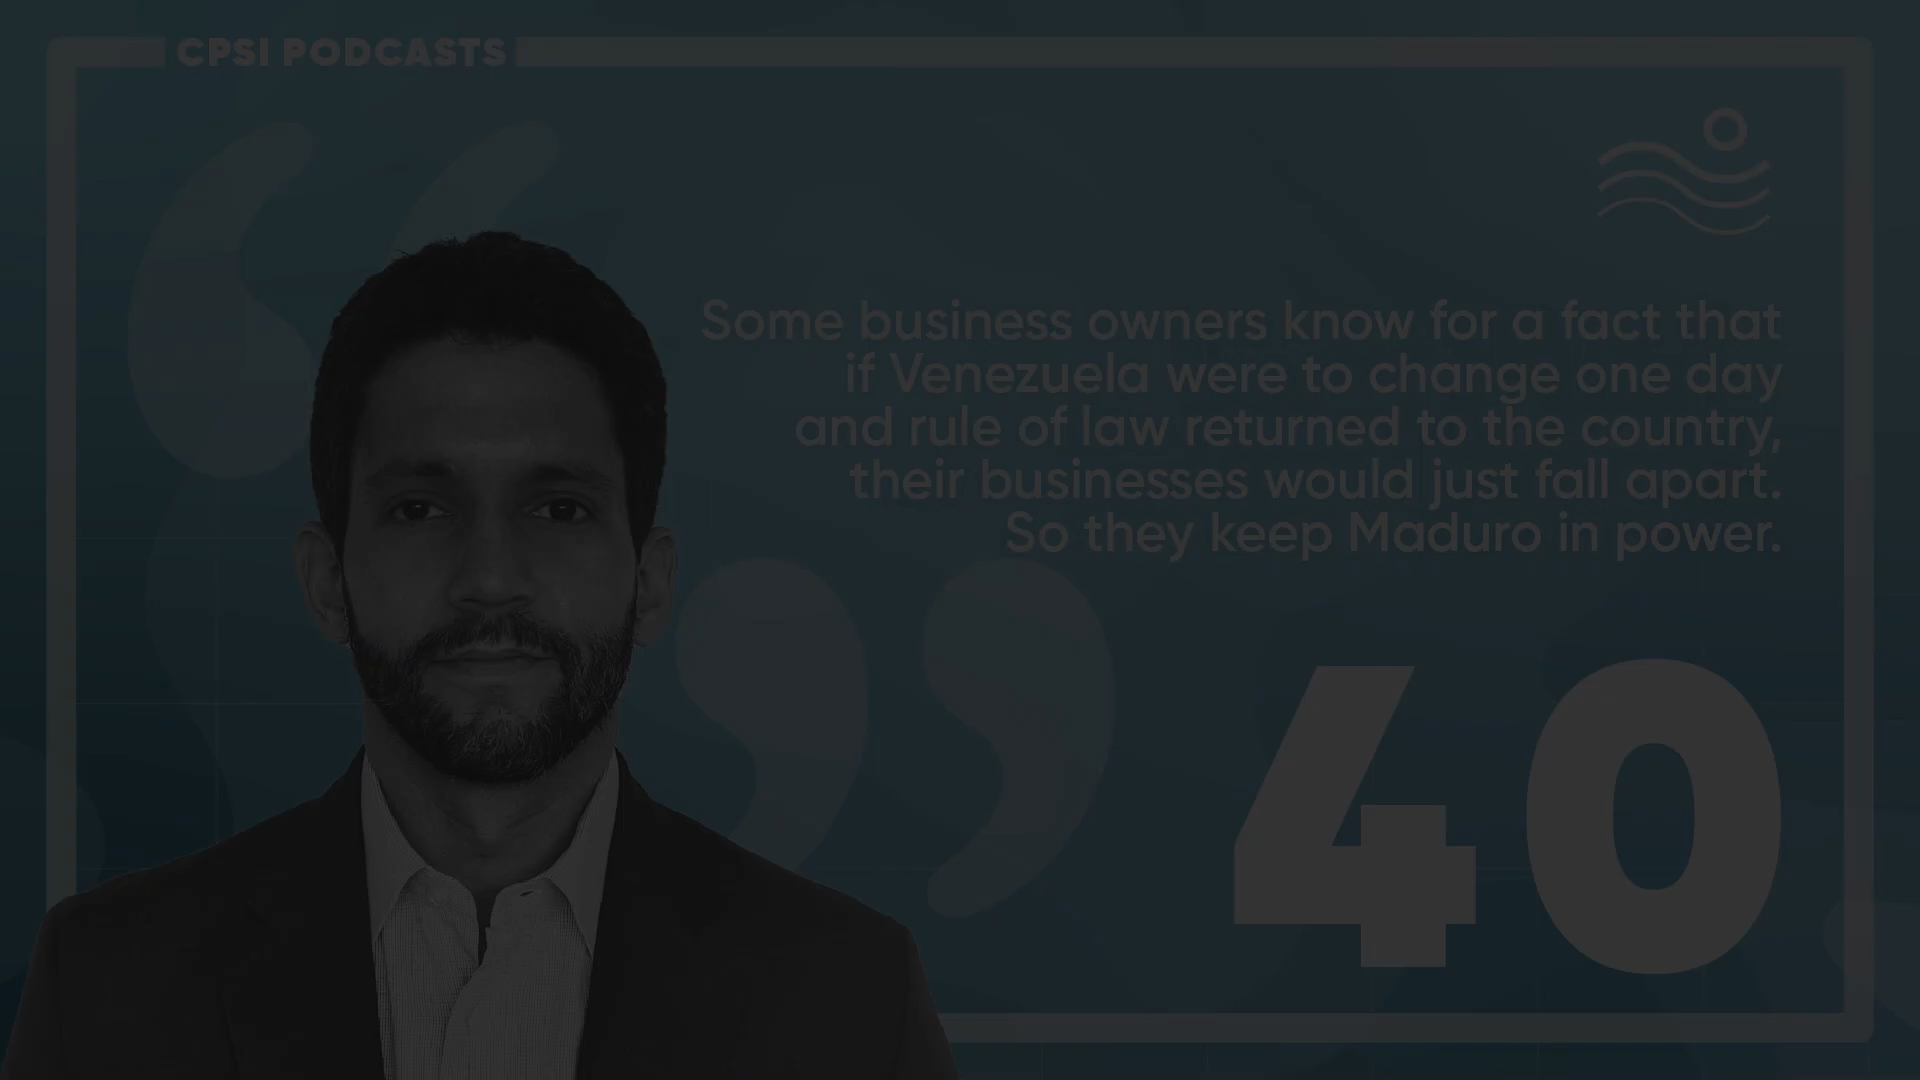 CPSI PODCASTS
Some business owners know for a fact that
if Venezuela were to change one day
and rule of law returned to the country,
their businesses would just fall apart.
So they keep Maduro in power.
40